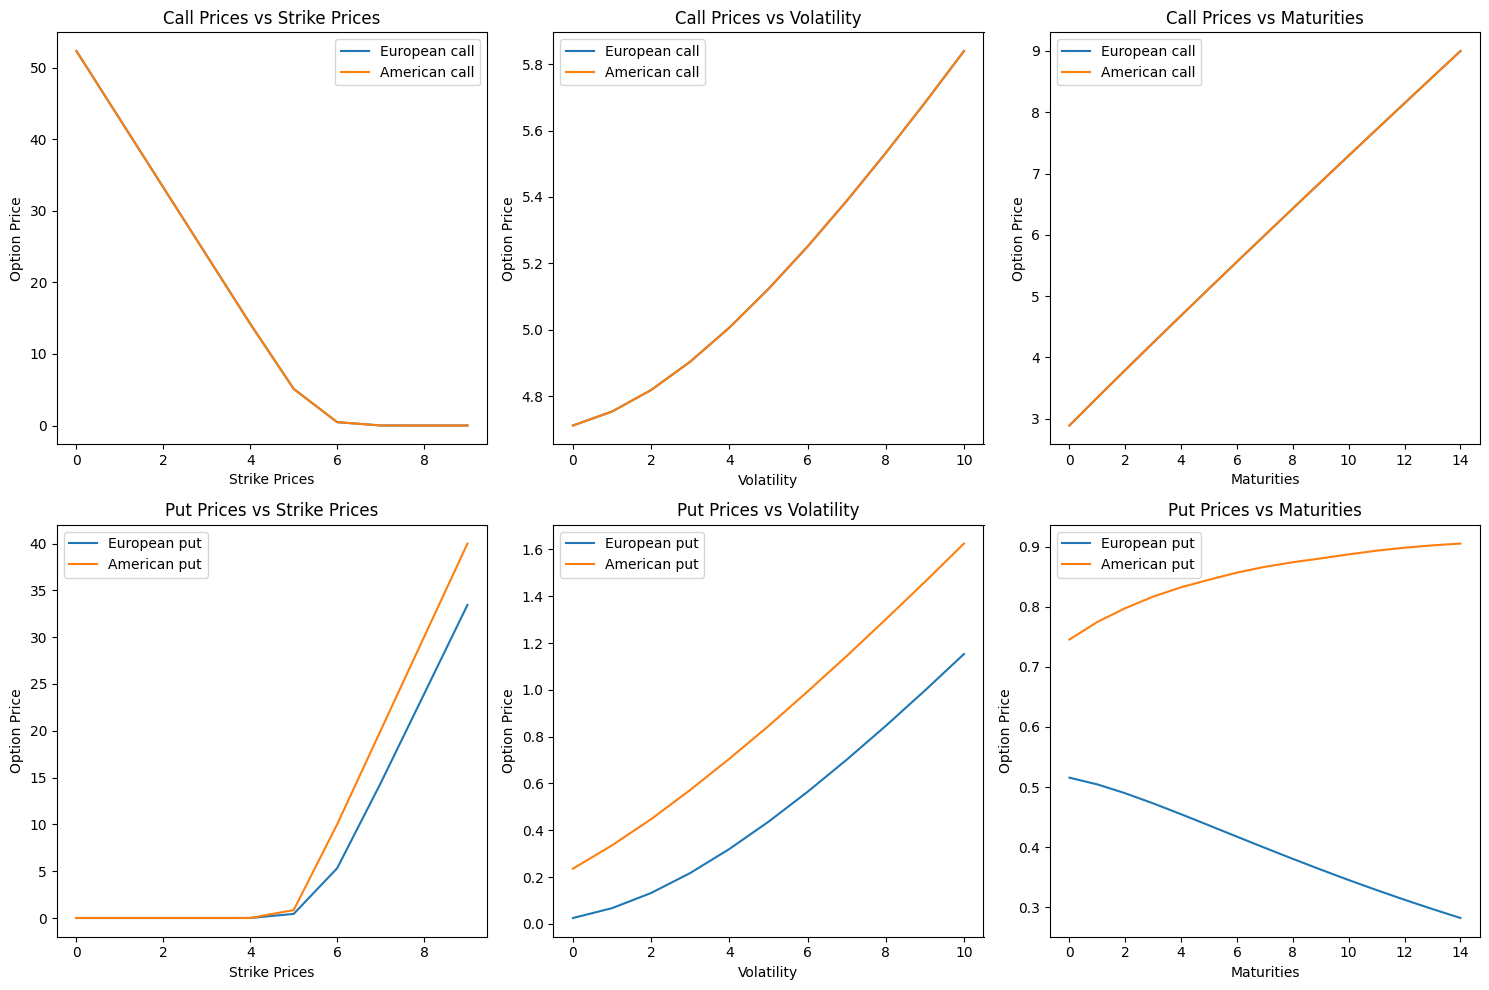 Call Prices vs Strike Prices
European call
American call
50
40
30
20
10
0
Option Price
0 2 4 6 8
Strike Prices
Call Prices vs Volatility
European call
American call
5.8
5.6
5.4
5.2
5.0
4.8
Option Price
0 2 4 6 8 10
Volatility
Call Prices vs Maturities
European call
American call
9
8
7
6
5
4
3
Option Price
0 2 4 6 8 10 12 14
Maturities
Put Prices vs Strike Prices
European put
American put
40
35
30
25
20
15
10
5
0
Option Price
0 2 4 6 8
Strike Prices
Put Prices vs Volatility
European put
American put
1.6
1.4
1.2
1.0
0.8
0.6
0.4
0.2
0.0
Option Price
0 2 4 6 8 10
Volatility
Put Prices vs Maturities
European put
American put
0.9
0.8
0.7
0.6
0.5
0.4
0.3
Option Price
0 2 4 6 8 10 12 14
Maturities